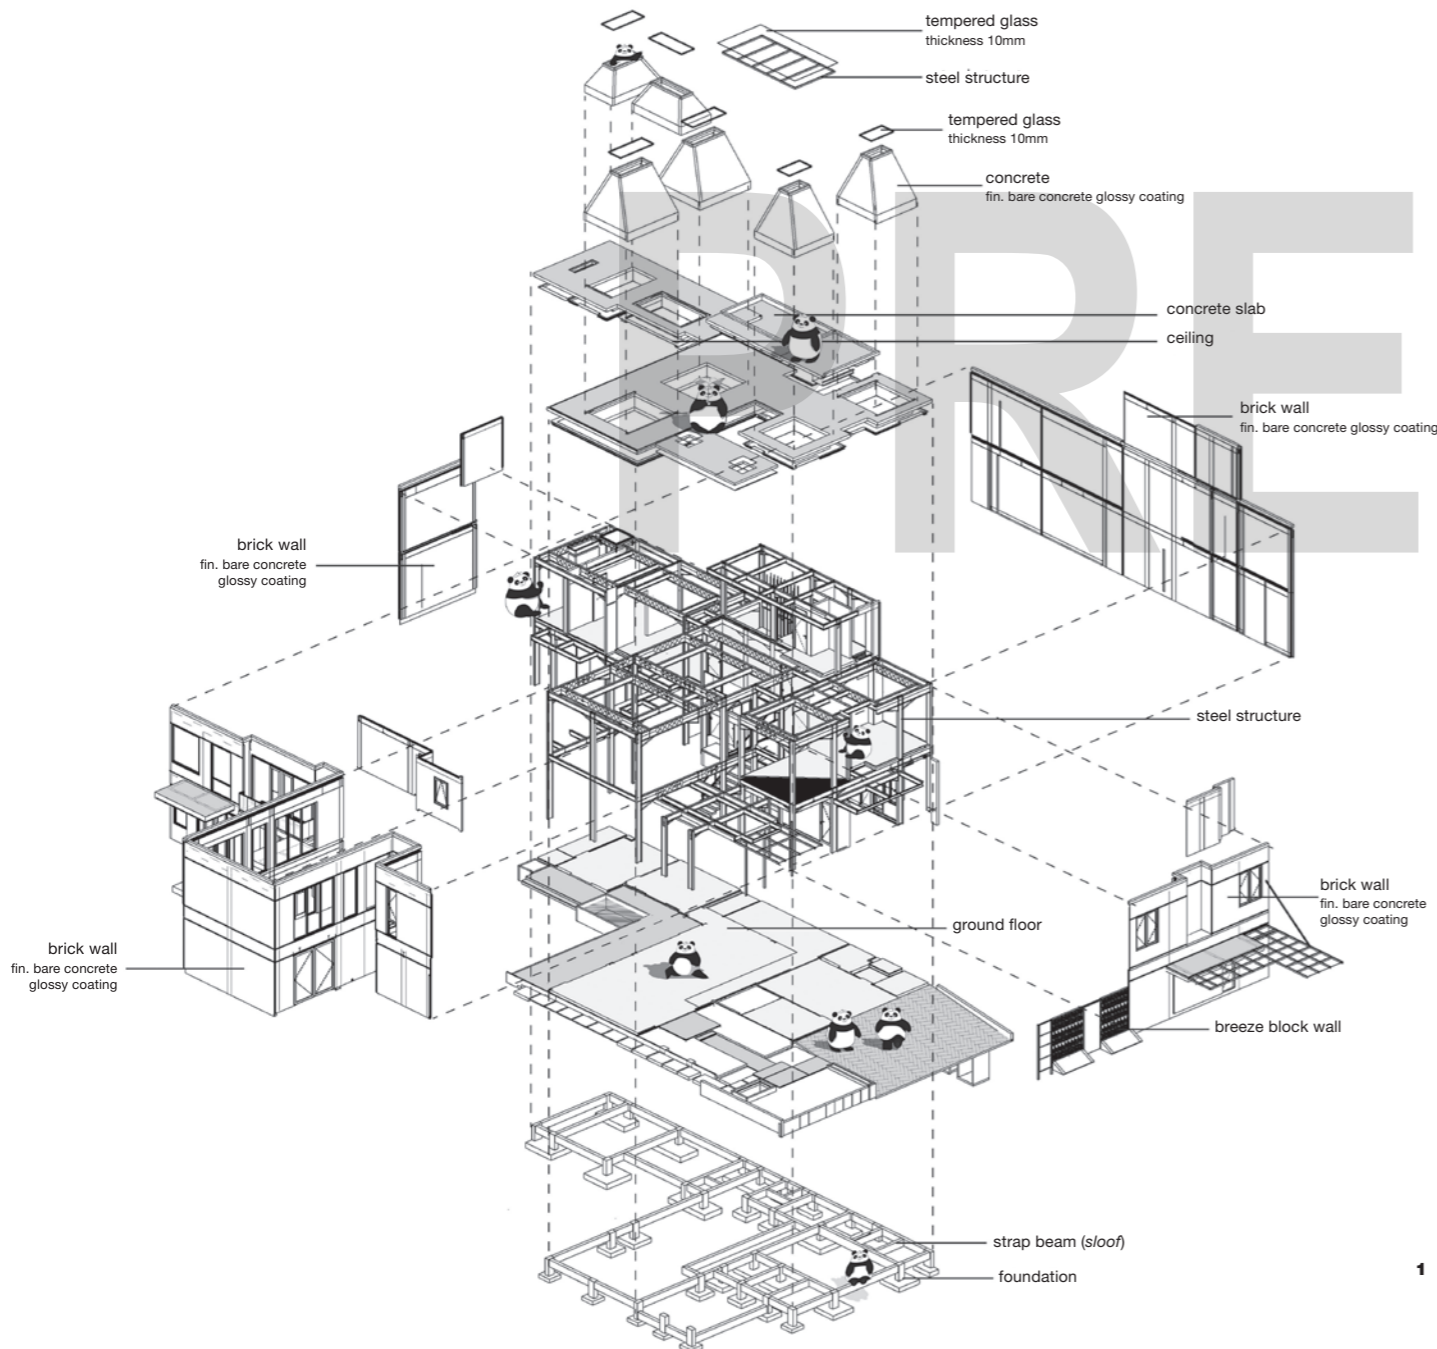 tempered glass
thickness 10mm
steel structure
tempered glass
thickness 10mm
concrete
fin. bare concrete glossy coating
PRE
concrete slab
ceiling
brick wall
fin. bare concrete glossy coating
brick wall
fin. bare concrete
glossy coating
steel structure
brick wall
fin. bare concrete
glossy coating
ground floor
brick wall
fin. bare concrete
glossy coating
breeze block wall
strap beam (sloof)
foundation
1